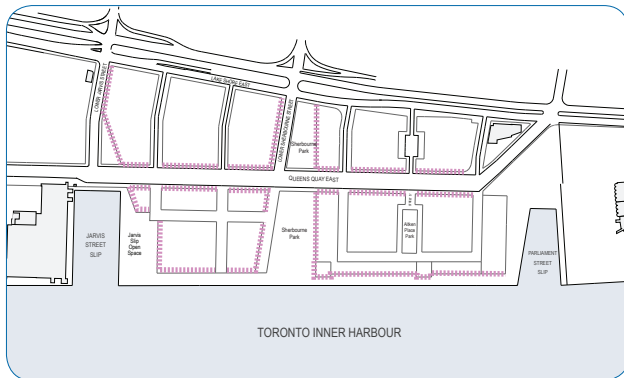 LAKE SHORE EAST
LOWER JARVIS STREET
LOWER SHERBOURNE STREET
Sherbourne
Park
QUEENS QUAY EAST
JARVIS
STREET
SLIP
Jarvis
Slip
Open
Space
Sherbourne
Park
Aitken
Place
Park
PARLIAMENT
STREET
SLIP
TORONTO INNER HARBOUR